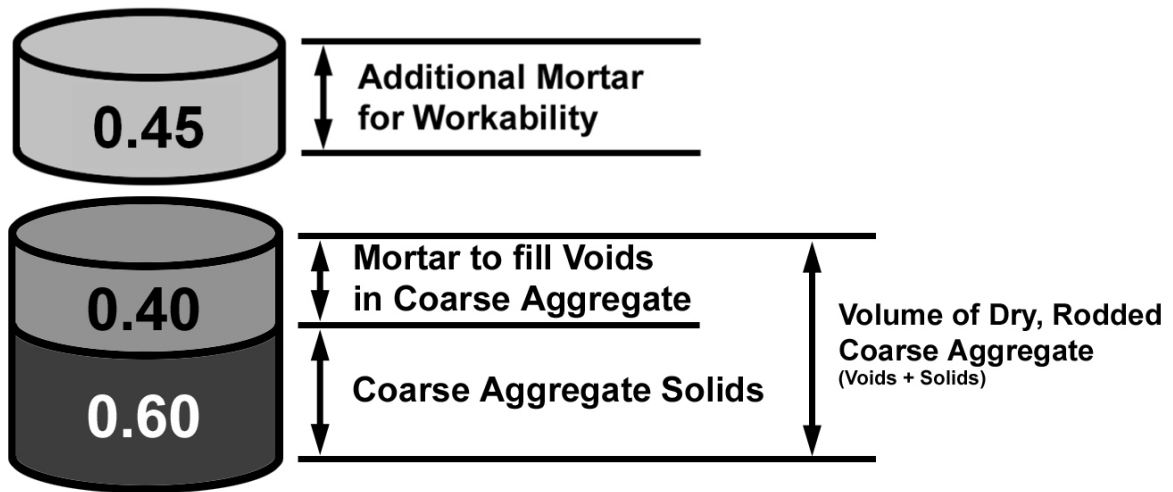 0.45
Additional Mortar
for Workability
0.40
Mortar to fill Voids
in Coarse Aggregate
0.60
Coarse Aggregate Solids
Volume of Dry, Rodded
Coarse Aggregate
(Voids + Solids)